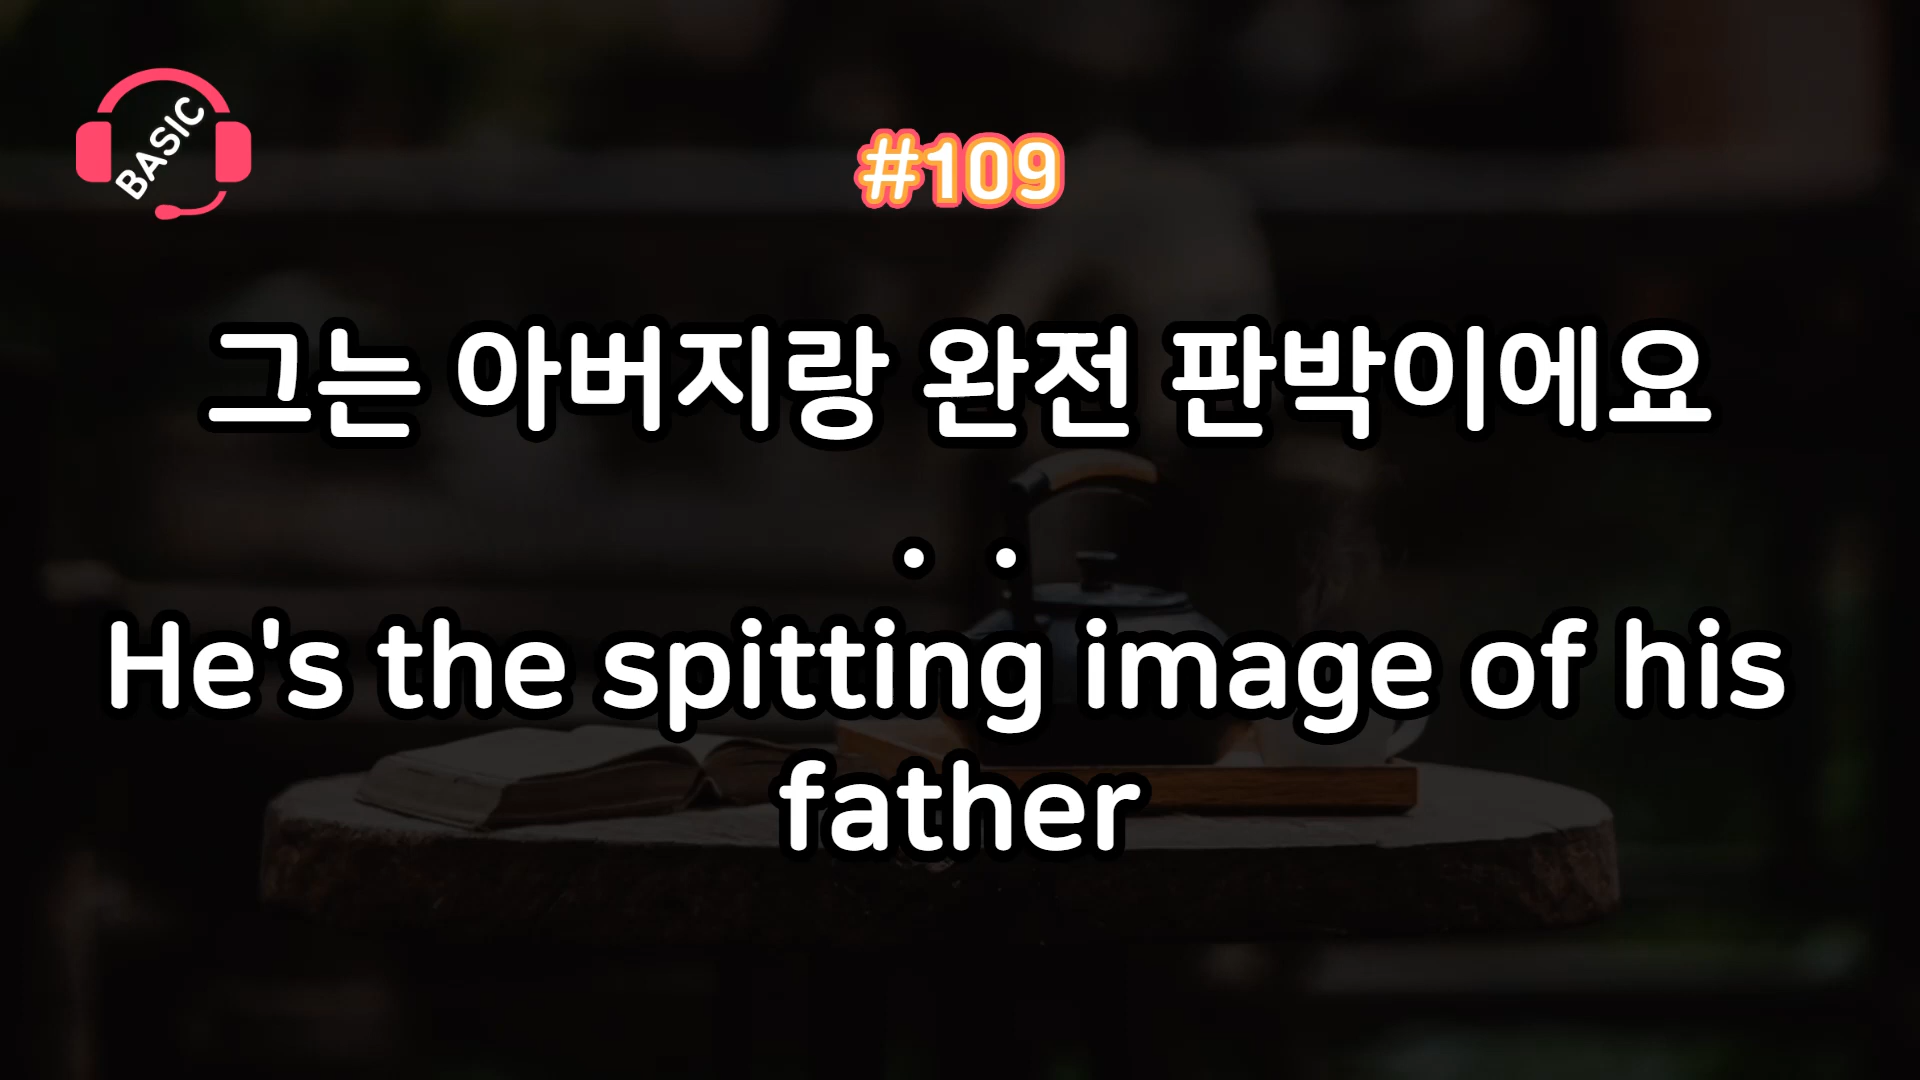 BASIC
#109
그는 아버지랑 완전 판박이에요
· ·
He's the spitting image of his
father